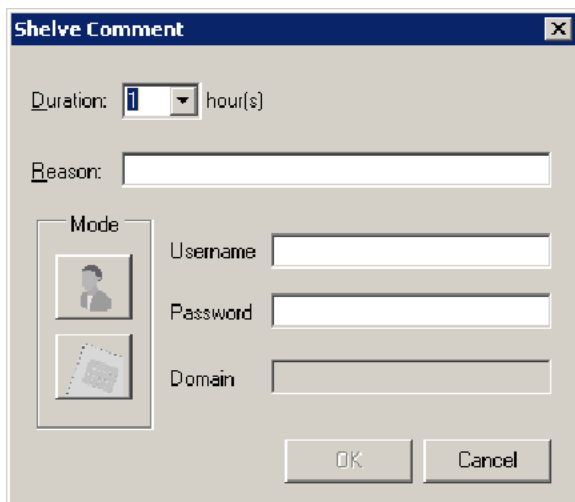 Shelve Comment
Duration: 1 hour(s)
Reason:
Mode
Username
Password
Domain
OK Cancel